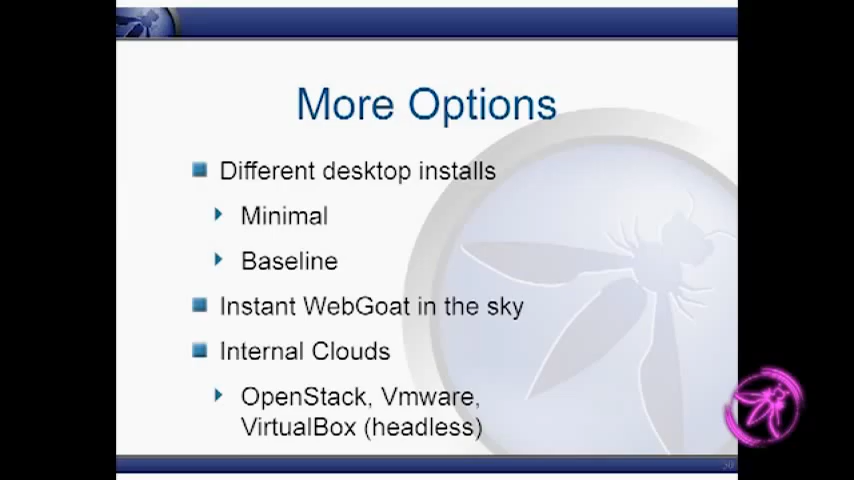 More Options
Different desktop installs
Minimal
Baseline
Instant WebGoat in the sky
Internal Clouds
OpenStack, Vmware,
VirtualBox (headless)